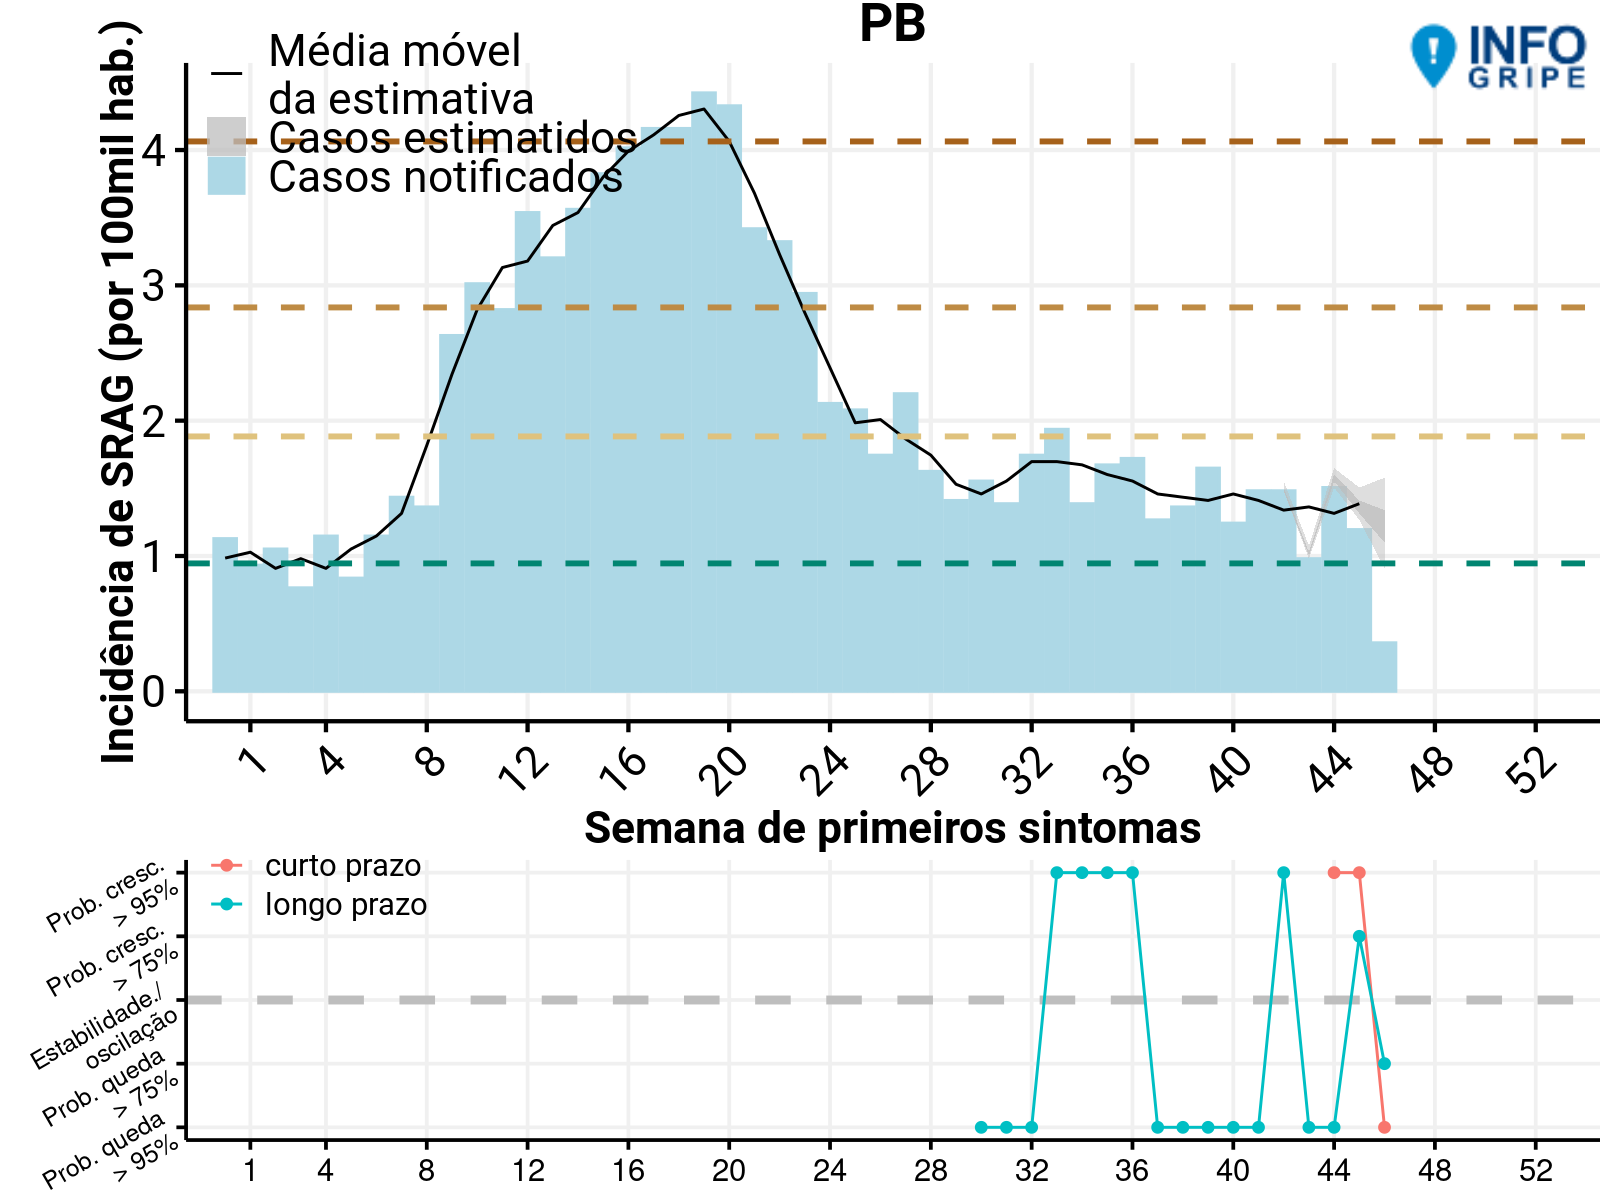 PB
INFO
GRIPE
Média móvel
da estimativa
Casos estimatidos
Casos notificados
Incidência de SRAG (por 100mil hab.)
4
3
2
1
0
1 4 8 12 16 20 24 28 32 36 40 44 48 52
Semana de primeiros sintomas
curto prazo
longo prazo
Prob. cresc.
> 95%
Prob. cresc.
> 75%
Estabilidade./
oscilação
Prob. queda
> 75%
Prob. queda
> 95%
1 4 8 12 16 20 24 28 32 36 40 44 48 52